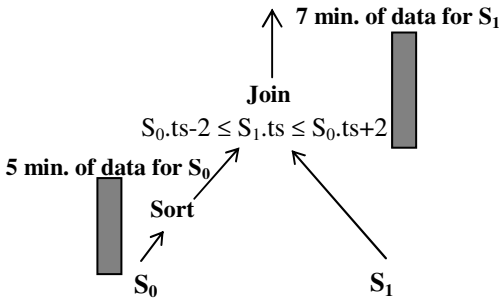 7 min. of data for S₁
Join
S₀.ts-2 ≤ S₁.ts ≤ S₀.ts+2
5 min. of data for S₀
Sort
S₀
S₁